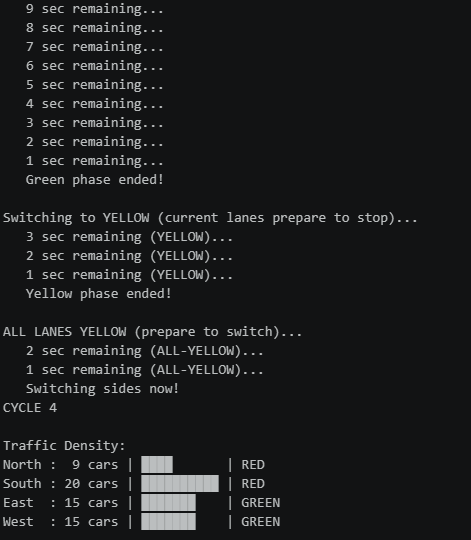 9 sec remaining...
8 sec remaining...
7 sec remaining...
6 sec remaining...
5 sec remaining...
4 sec remaining...
3 sec remaining...
2 sec remaining...
1 sec remaining...
Green phase ended!
Switching to YELLOW (current lanes prepare to stop)...
3 sec remaining (YELLOW)...
2 sec remaining (YELLOW)...
1 sec remaining (YELLOW)...
Yellow phase ended!
ALL LANES YELLOW (prepare to switch)...
2 sec remaining (ALL-YELLOW)...
1 sec remaining (ALL-YELLOW)...
Switching sides now!
CYCLE 4
Traffic Density:
North :  9 cars | ████       | RED
South : 20 cars | ██████████ | RED
East  : 15 cars | ███████    | GREEN
West  : 15 cars | ███████    | GREEN